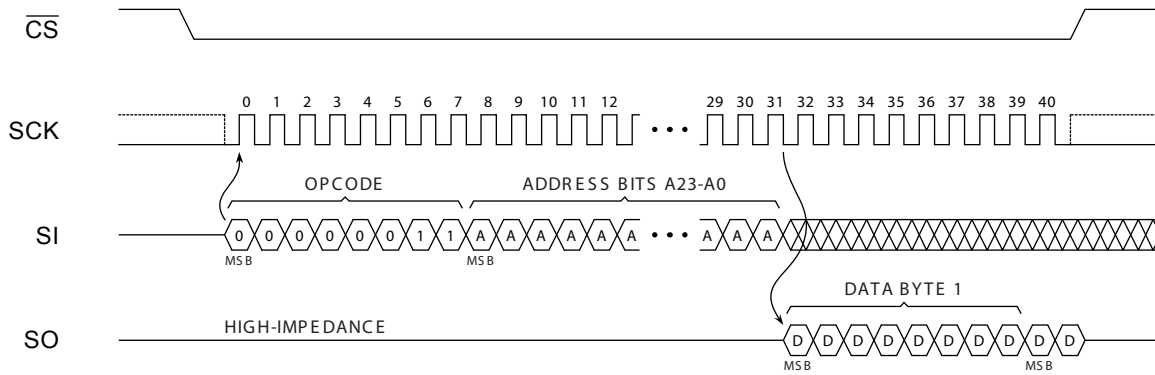 CS
SCK
0 1 2 3 4 5 6 7 8 9 10 11 12 29 30 31 32 33 34 35 36 37 38 39 40
OPCODE ADDRESS BITS A23-A0
SI
0 0 0 0 0 0 1 1 A A A A A A A A A
MSB MSB
DATA BYTE 1
HIGH-IMPEDANCE
SO
D D D D D D D D D D
MSB MSB